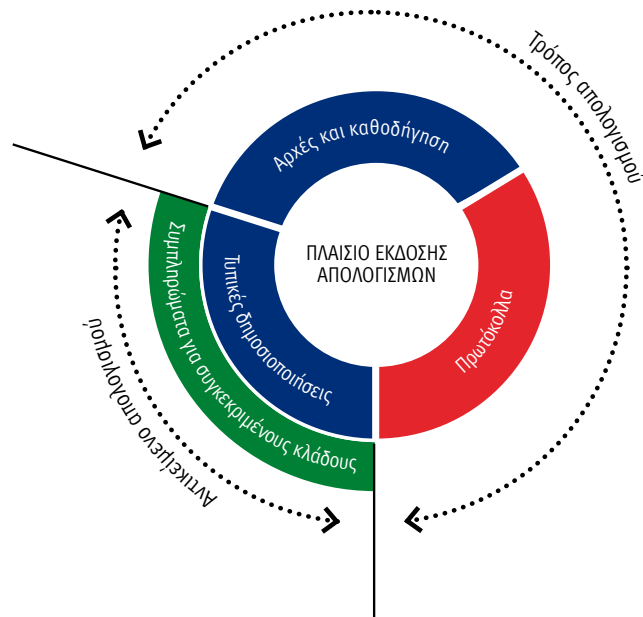 Τρόπος απολογισμού
Αρχές και καθοδήγηση
ΠΛΑΙΣΙΟ ΕΚΔΟΣΗΣ
ΑΠΟΛΟΓΙΣΜΩΝ
Τυπικές δημοσιοποιήσεις
Πρωτόκολλα
Συμπληρώματα για συγκεκριμένους κλάδους
Αντικείμενο απολογισμού